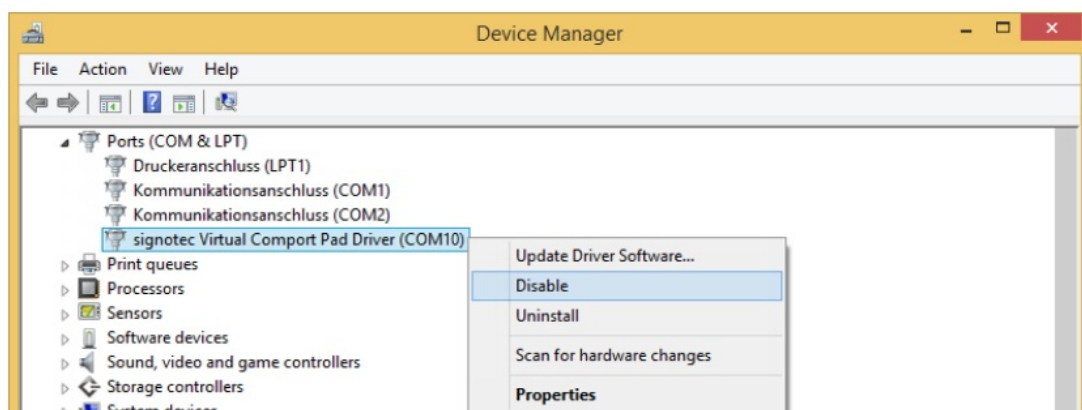 Device Manager
File Action View Help
Ports (COM & LPT)
Druckeranschluss (LPT1)
Kommunikationsanschluss (COM1)
Kommunikationsanschluss (COM2)
signotec Virtual Comport Pad Driver (COM10)
Print queues
Processors
Sensors
Software devices
Sound, video and game controllers
Storage controllers
System devices
Update Driver Software...
Disable
Uninstall
Scan for hardware changes
Properties